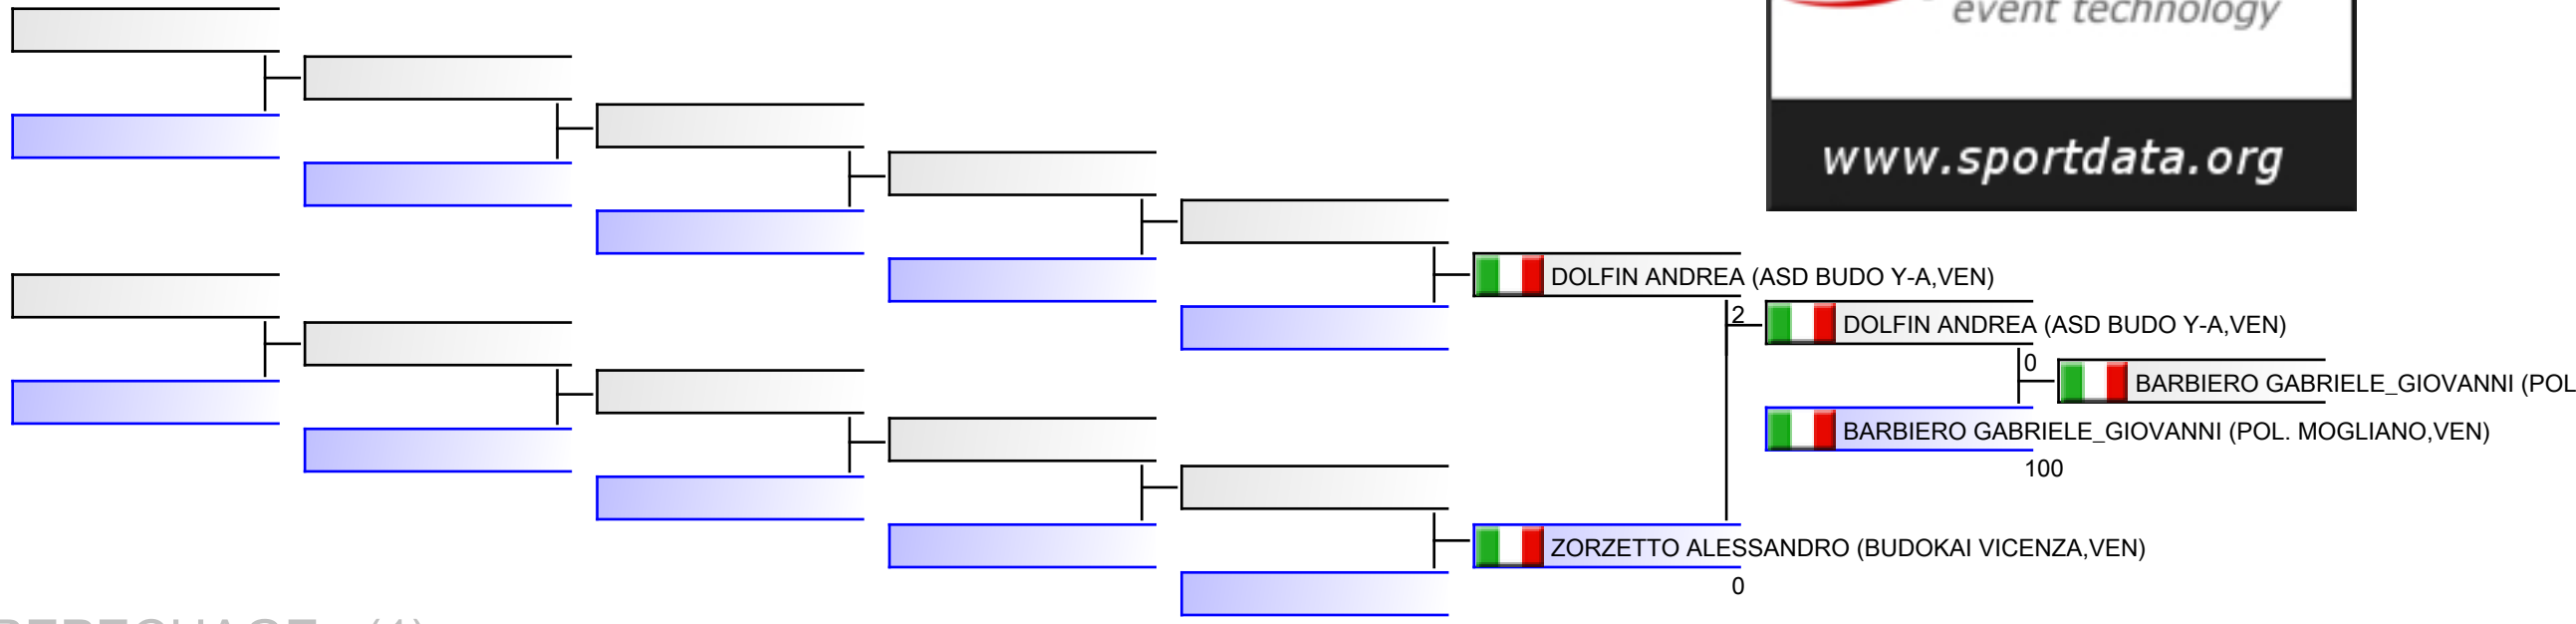 event technology
www.sportdata.org
DOLFIN ANDREA (ASD BUDO Y-A,VEN)
2
DOLFIN ANDREA (ASD BUDO Y-A,VEN)
0
BARBIERO GABRIELE_GIOVANNI (POL
BARBIERO GABRIELE_GIOVANNI (POL. MOGLIANO,VEN)
100
ZORZETTO ALESSANDRO (BUDOKAI VICENZA,VEN)
0